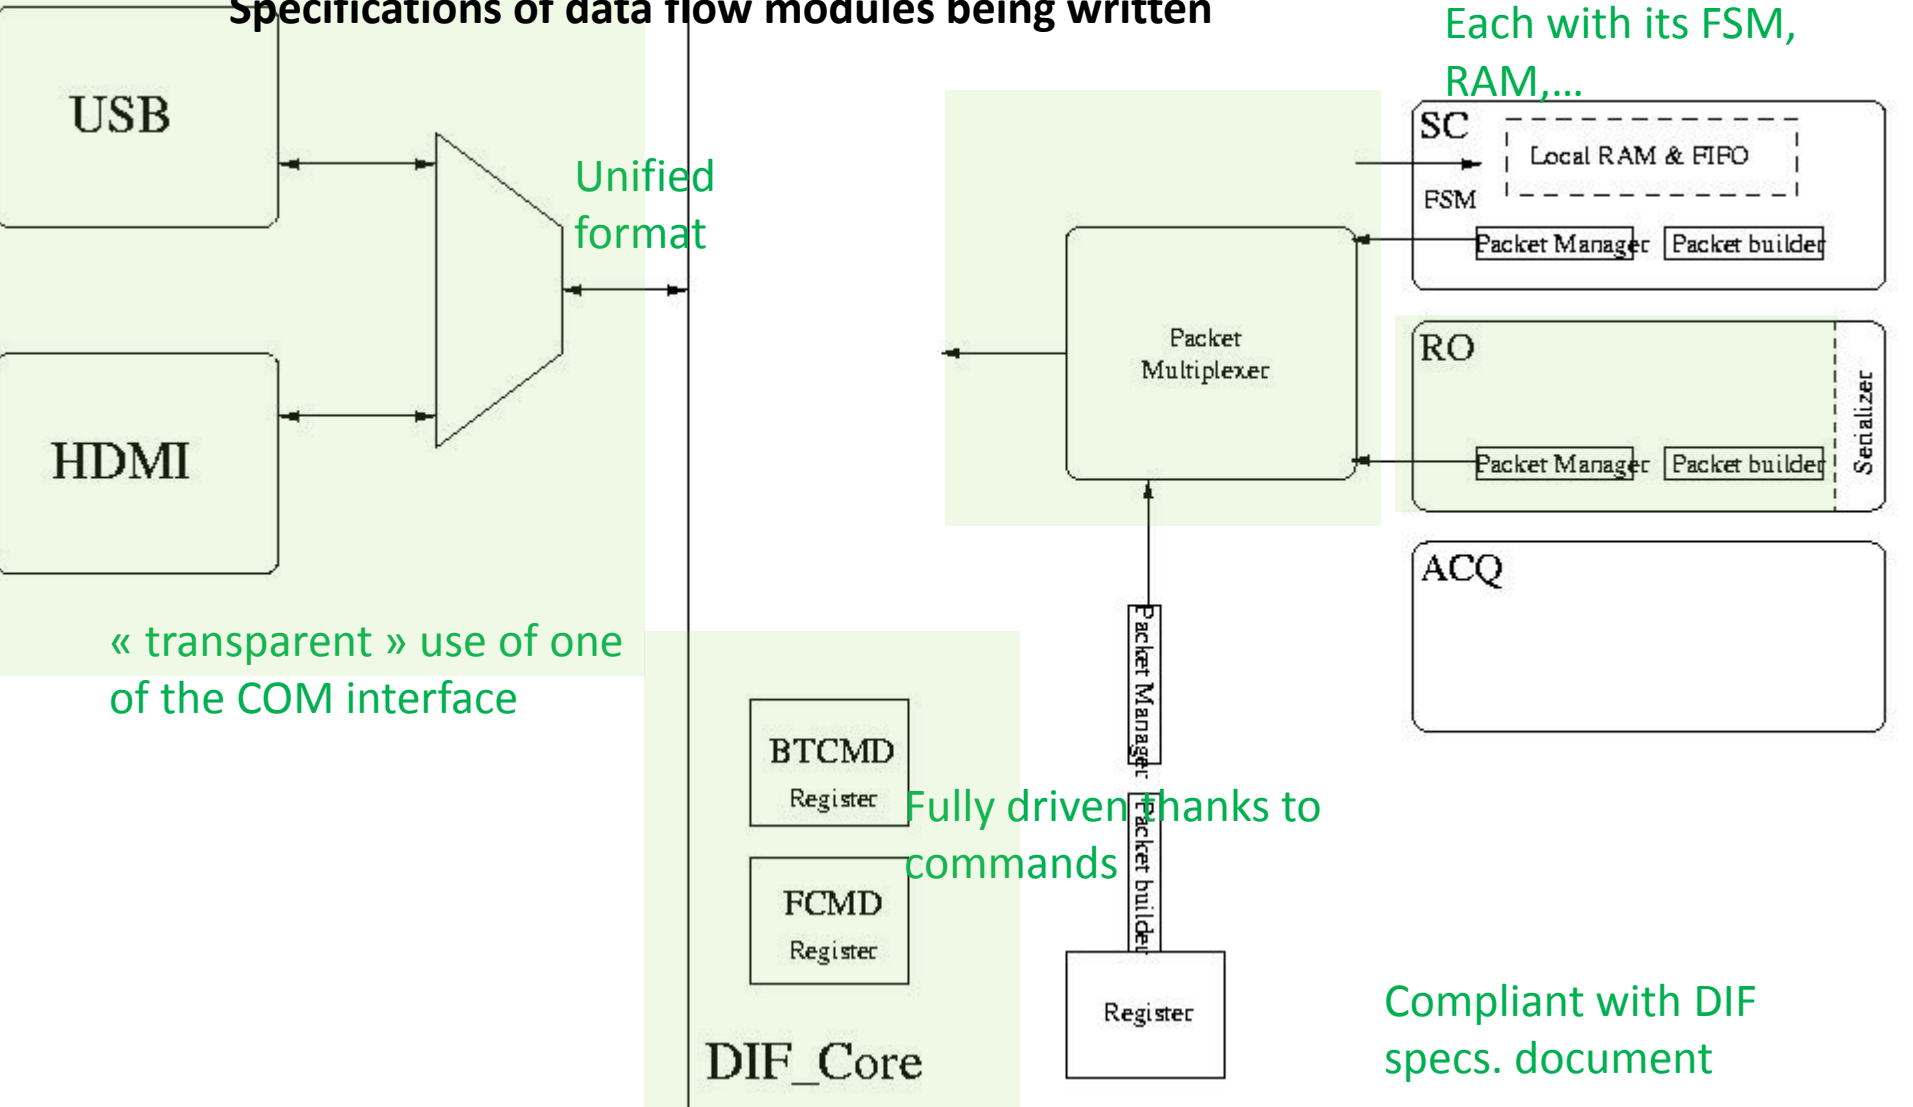 Specifications of data flow modules being written
Each with its FSM,
RAM,...
USB
Unified
format
HDMI
« transparent » use of one
of the COM interface
SC
Local RAM & FIFO
FSM
Packet Manager
Packet builder
Packet
Multiplexer
RO
Packet Manager
Packet builder
Serializer
ACQ
Packet Manager
Packet builder
BTCMD
Register
Fully driven thanks to
commands
FCMD
Register
Register
DIF_Core
Compliant with DIF
specs. document